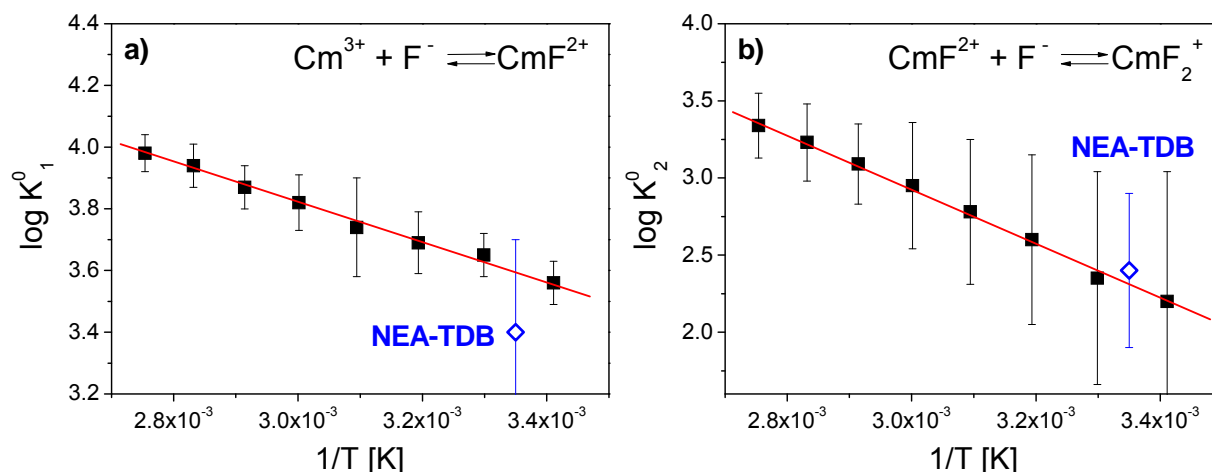 a)
Cm³⁺ + F⁻ ⇌ CmF²⁺
NEA-TDB
4.4
4.2
4.0
3.8
3.6
3.4
3.2
log K⁰₁
2.8x10⁻³
3.0x10⁻³
3.2x10⁻³
3.4x10⁻³
1/T [K]
b)
CmF²⁺ + F⁻ ⇌ CmF₂⁺
NEA-TDB
4.0
3.5
3.0
2.5
2.0
log K⁰₂
2.8x10⁻³
3.0x10⁻³
3.2x10⁻³
3.4x10⁻³
1/T [K]